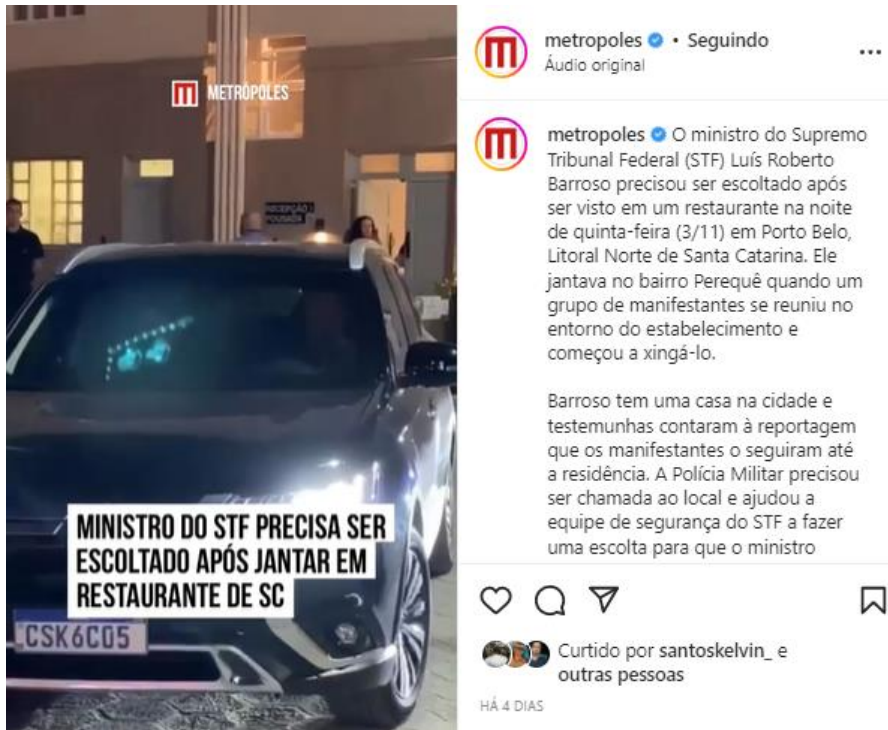 METRÓPOLES
RECEPÇÃO
POUSADA
MINISTRO DO STF PRECISA SER
ESCOLTADO APÓS JANTAR EM
RESTAURANTE DE SC
CSK6C05
metropoles • Seguindo
Áudio original
metropoles O ministro do Supremo
Tribunal Federal (STF) Luís Roberto
Barroso precisou ser escoltado após
ser visto em um restaurante na noite
de quinta-feira (3/11) em Porto Belo,
Litoral Norte de Santa Catarina. Ele
jantava no bairro Perequê quando um
grupo de manifestantes se reuniu no
entorno do estabelecimento e
começou a xingá-lo.
Barroso tem uma casa na cidade e
testemunhas contaram à reportagem
que os manifestantes o seguiram até
a residência. A Polícia Militar precisou
ser chamada ao local e ajudou a
equipe de segurança do STF a fazer
uma escolta para que o ministro
Curtido por santoskelvin_ e
outras pessoas
HÁ 4 DIAS